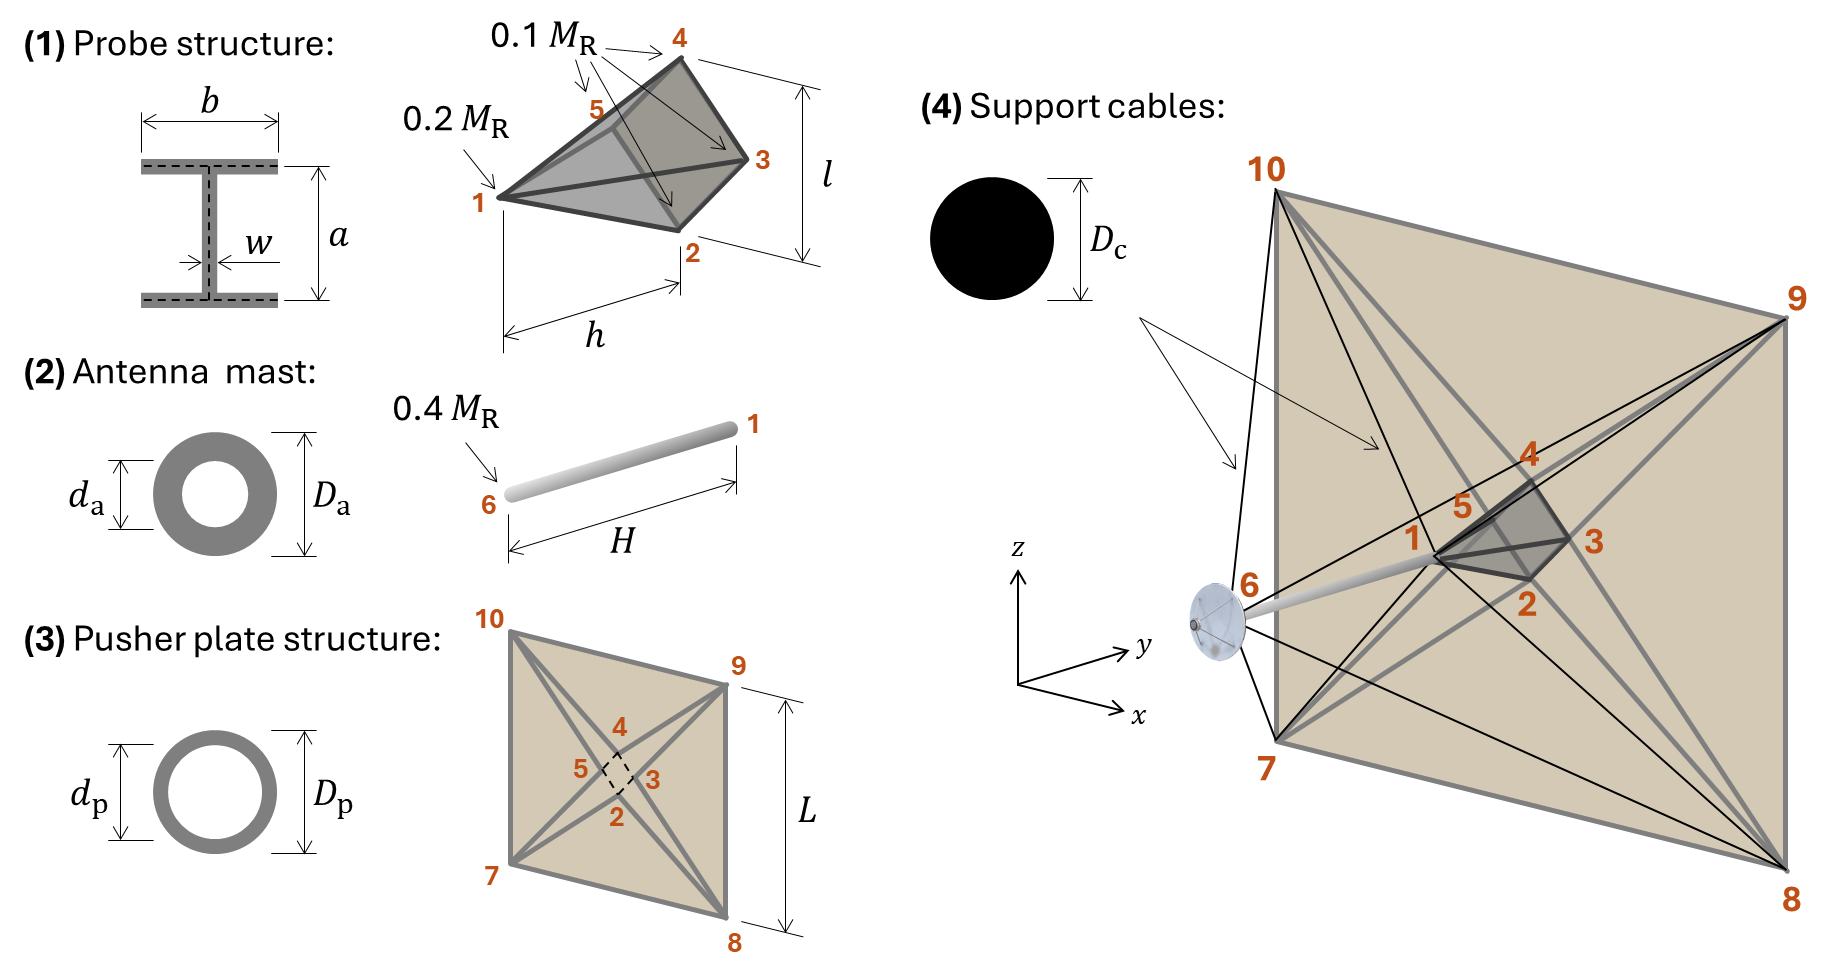 (1) Probe structure:
b
a
w
0.1 M_R
0.2 M_R
4
5
3
1
2
l
h
(2) Antenna mast:
d_a
D_a
0.4 M_R
1
6
H
(3) Pusher plate structure:
d_p
D_p
10
9
4
5
3
2
7
8
L
(4) Support cables:
D_c
10
9
4
5
1
3
6
2
7
8
z
y
x